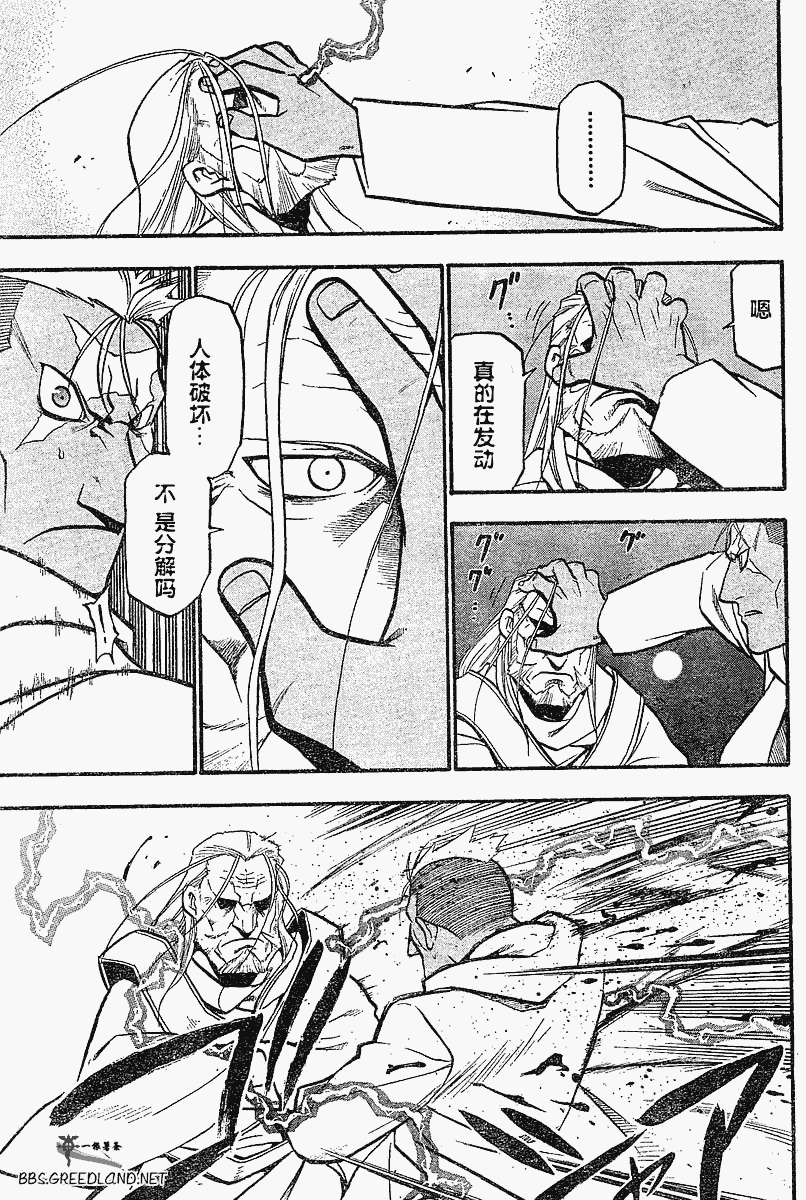 ………
嗯
真的在发动
グ
グ
グ
人体破坏…
不是分解吗
BBS.GREEDLAND.NET